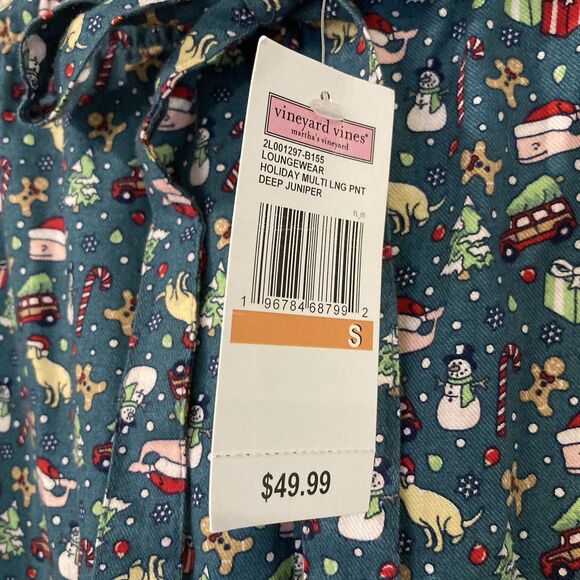 vineyard vines®
martha's vineyard
2L001297-B155
LOUNGEWEAR
HOLIDAY MULTI LNG PNT
DEEP JUNIPER
FL_65
1 96784 68799 2
S
$49.99